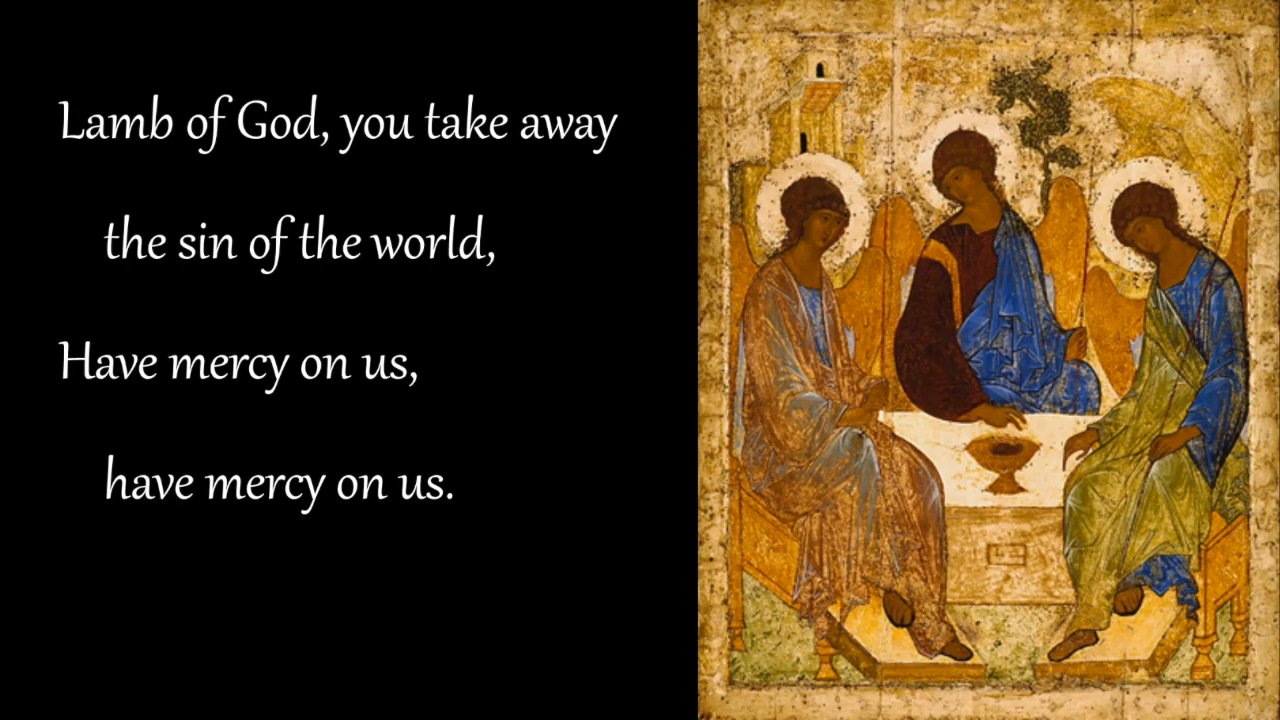 Lamb of God, you take away
the sin of the world,
Have mercy on us,
have mercy on us.